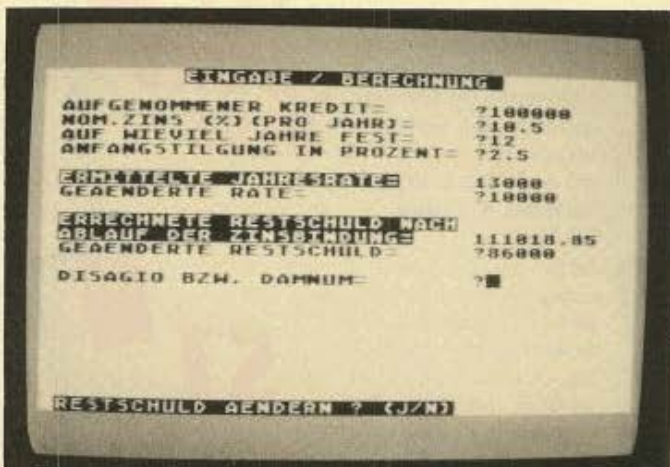 EINGABE / BERECHNUNG
AUFGENOMMENER KREDIT= ?100000
NOM.ZINS (%) (PRO JAHR)= ?10.5
AUF WIEVIEL JAHRE FEST= ?12
ANFANGSTILGUNG IN PROZENT= ?2.5
ERMITTELTE JAHRESRATE= 13000
GEAENDERTE RATE= ?10000
ERRECHNETE RESTSCHULD NACH
ABLAUF DER ZINSBINDUNG= 111018.85
GEAENDERTE RESTSCHULD= ?86000
DISAGIO BZW. DAMNUM= ?
RESTSCHULD AENDERN ? (J/N)